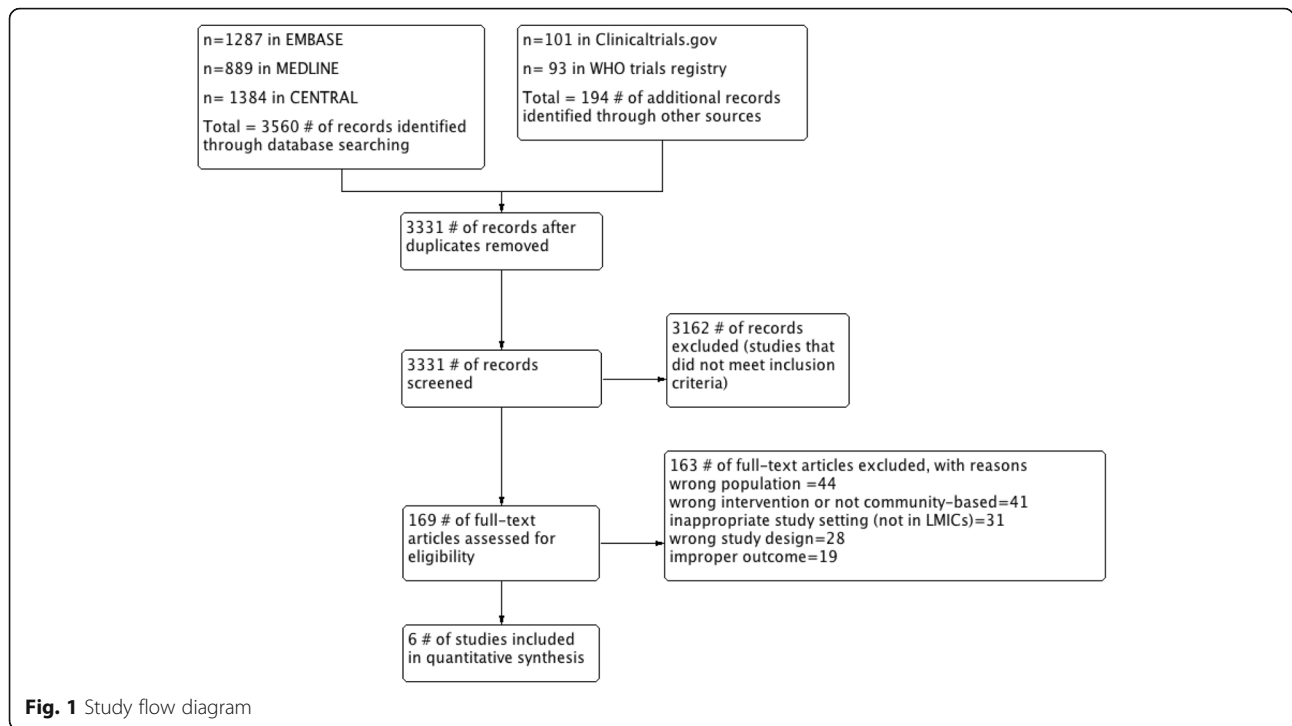 n=1287 in EMBASE
n=889 in MEDLINE
n= 1384 in CENTRAL
Total = 3560 # of records identified
through database searching
n=101 in Clinicaltrials.gov
n= 93 in WHO trials registry
Total = 194 # of additional records
identified through other sources
3331 # of records after
duplicates removed
3331 # of records
screened
3162 # of records
excluded (studies that
did not meet inclusion
criteria)
169 # of full-text
articles assessed for
eligibility
163 # of full-text articles excluded, with reasons
wrong population =44
wrong intervention or not community-based=41
inappropriate study setting (not in LMICs)=31
wrong study design=28
improper outcome=19
6 # of studies included
in quantitative synthesis
Fig. 1 Study flow diagram